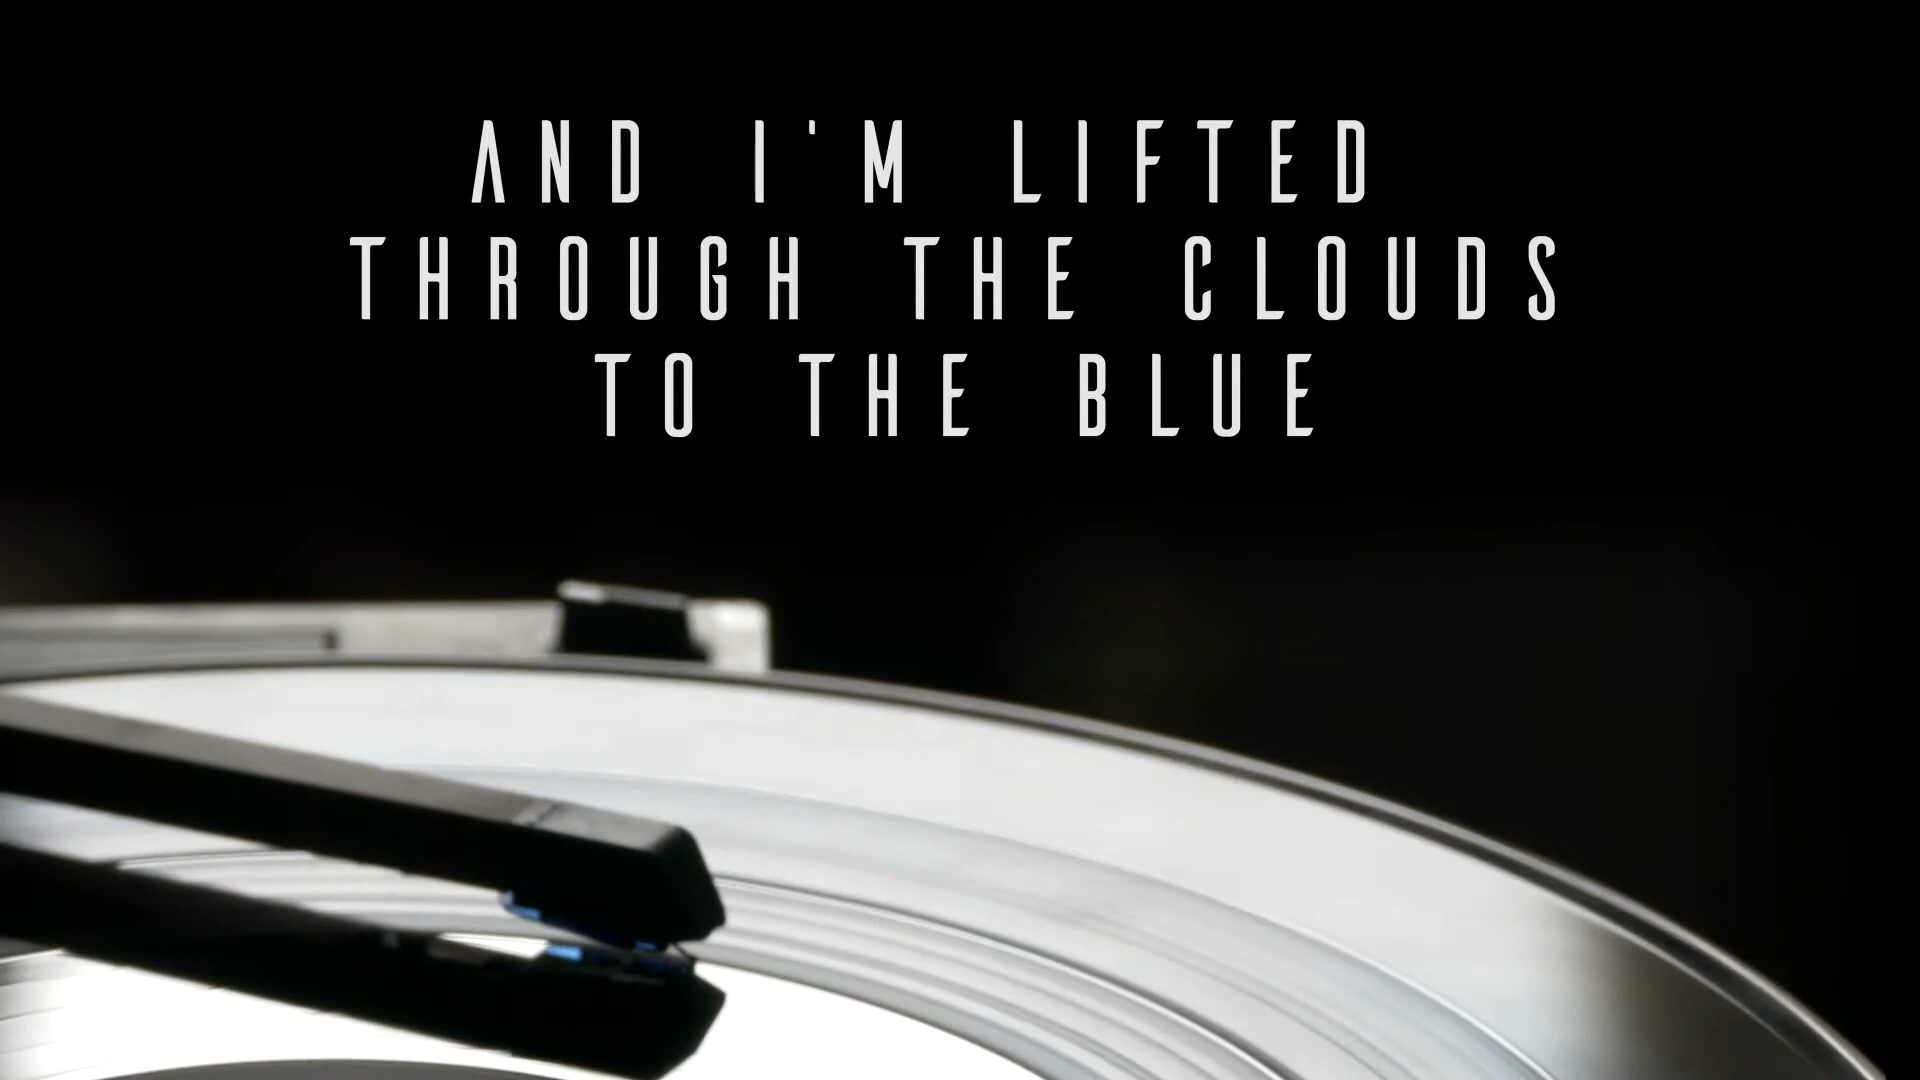 AND I'M LIFTED
THROUGH THE CLOUDS
TO THE BLUE